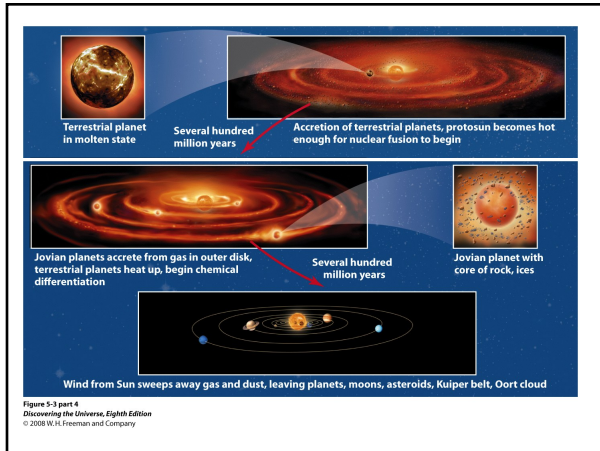 Terrestrial planet
in molten state
Several hundred
million years
Accretion of terrestrial planets, protosun becomes hot
enough for nuclear fusion to begin
Jovian planets accrete from gas in outer disk,
terrestrial planets heat up, begin chemical
differentiation
Several hundred
million years
Jovian planet with
core of rock, ices
Wind from Sun sweeps away gas and dust, leaving planets, moons, asteroids, Kuiper belt, Oort cloud
Figure 5-3 part 4
Discovering the Universe, Eighth Edition
© 2008 W. H. Freeman and Company